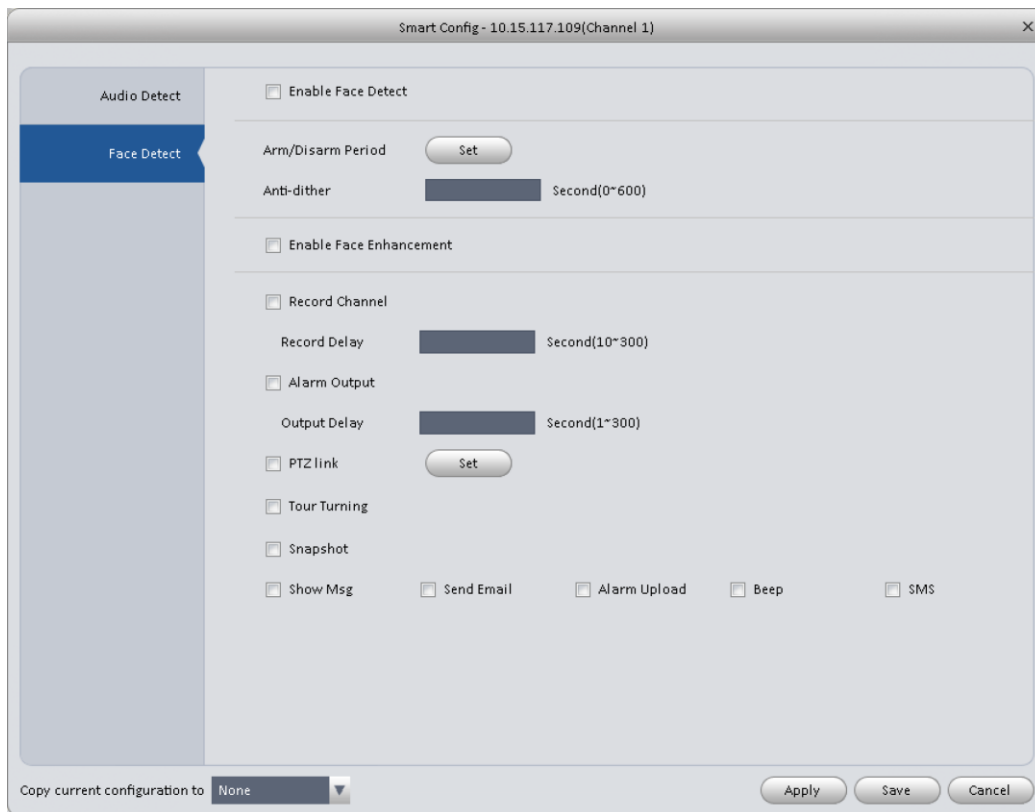 Smart Config - 10.15.117.109(Channel 1)
Audio Detect
Face Detect
Enable Face Detect
Arm/Disarm Period Set
Anti-dither Second(0~600)
Enable Face Enhancement
Record Channel
Record Delay Second(10~300)
Alarm Output
Output Delay Second(1~300)
PTZ link Set
Tour Turning
Snapshot
Show Msg Send Email Alarm Upload Beep SMS
Copy current configuration to None Apply Save Cancel